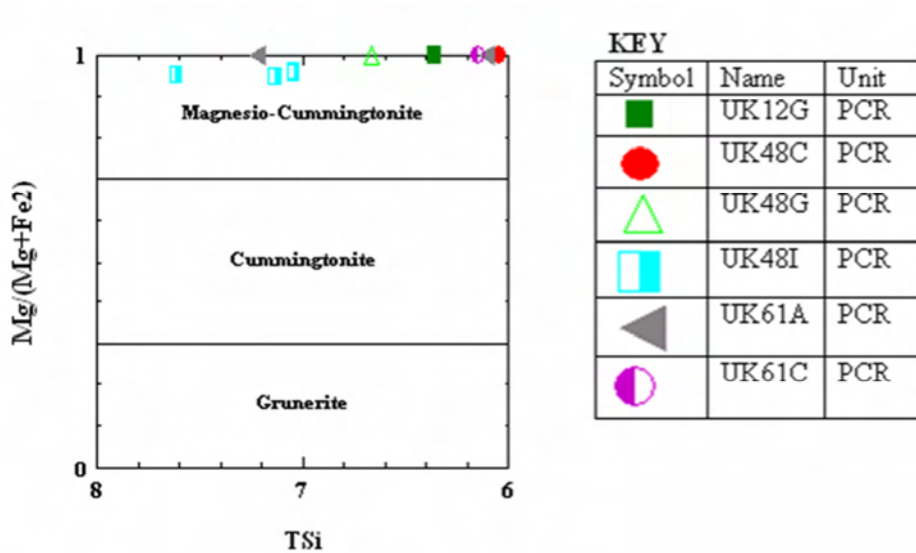 1
Magnesio-Cummingtonite
Cummingtonite
Grunerite
0
8 7 6
TSi
Mg/(Mg+Fe2)
KEY
Symbol Name Unit
UK12G PCR
UK48C PCR
UK48G PCR
UK48I PCR
UK61A PCR
UK61C PCR